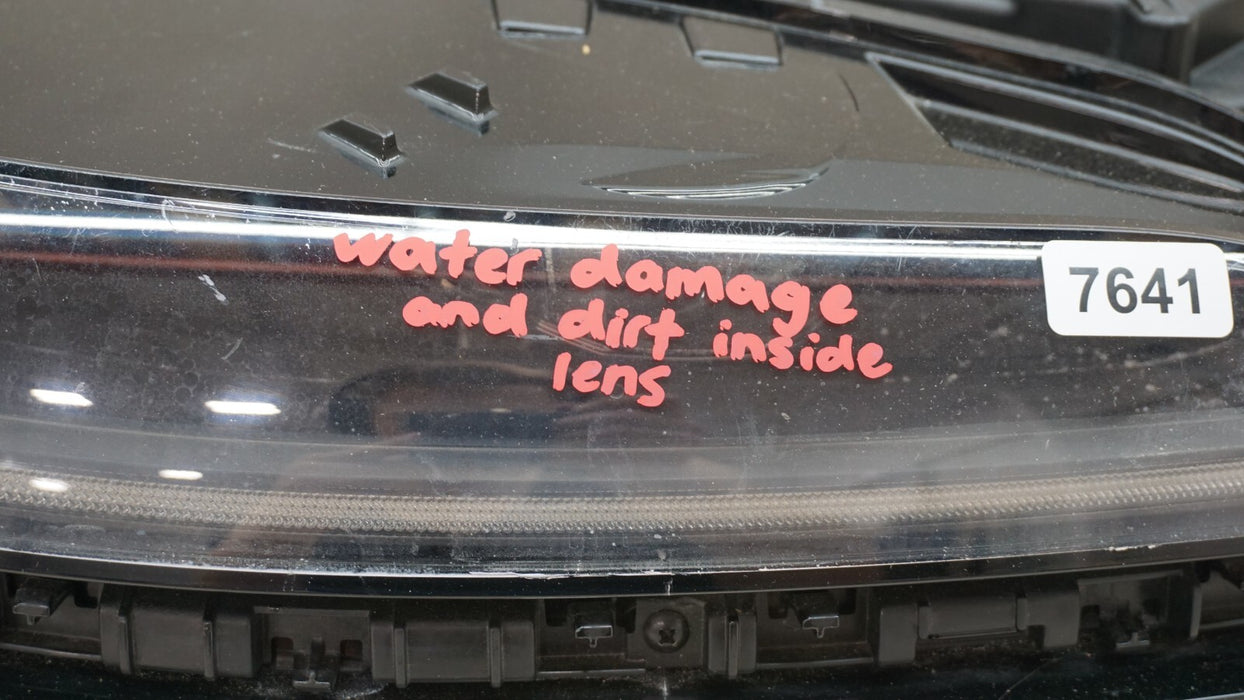 water damage
and dirt inside
lens
7641